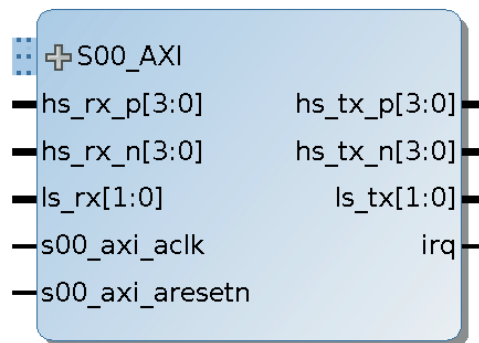 S00_AXI
hs_rx_p[3:0] hs_tx_p[3:0]
hs_rx_n[3:0] hs_tx_n[3:0]
ls_rx[1:0] ls_tx[1:0]
s00_axi_aclk irq
s00_axi_aresetn